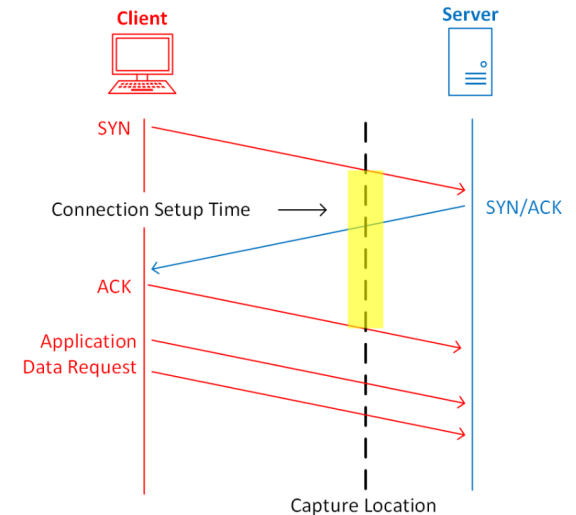 Client
Server
SYN
Connection Setup Time
SYN/ACK
ACK
Application
Data Request
Capture Location